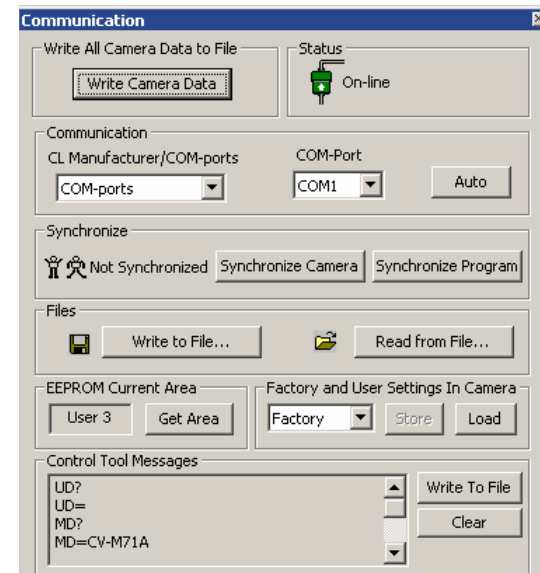 Communication
Write All Camera Data to File
Write Camera Data
Status
On-line
Communication
CL Manufacturer/COM-ports
COM-ports
COM-Port
COM1
Auto
Synchronize
Not Synchronized
Synchronize Camera
Synchronize Program
Files
Write to File...
Read from File...
EEPROM Current Area
User 3
Get Area
Factory and User Settings In Camera
Factory
Store
Load
Control Tool Messages
UD?
UD=
MD?
MD=CV-M71A
Write To File
Clear